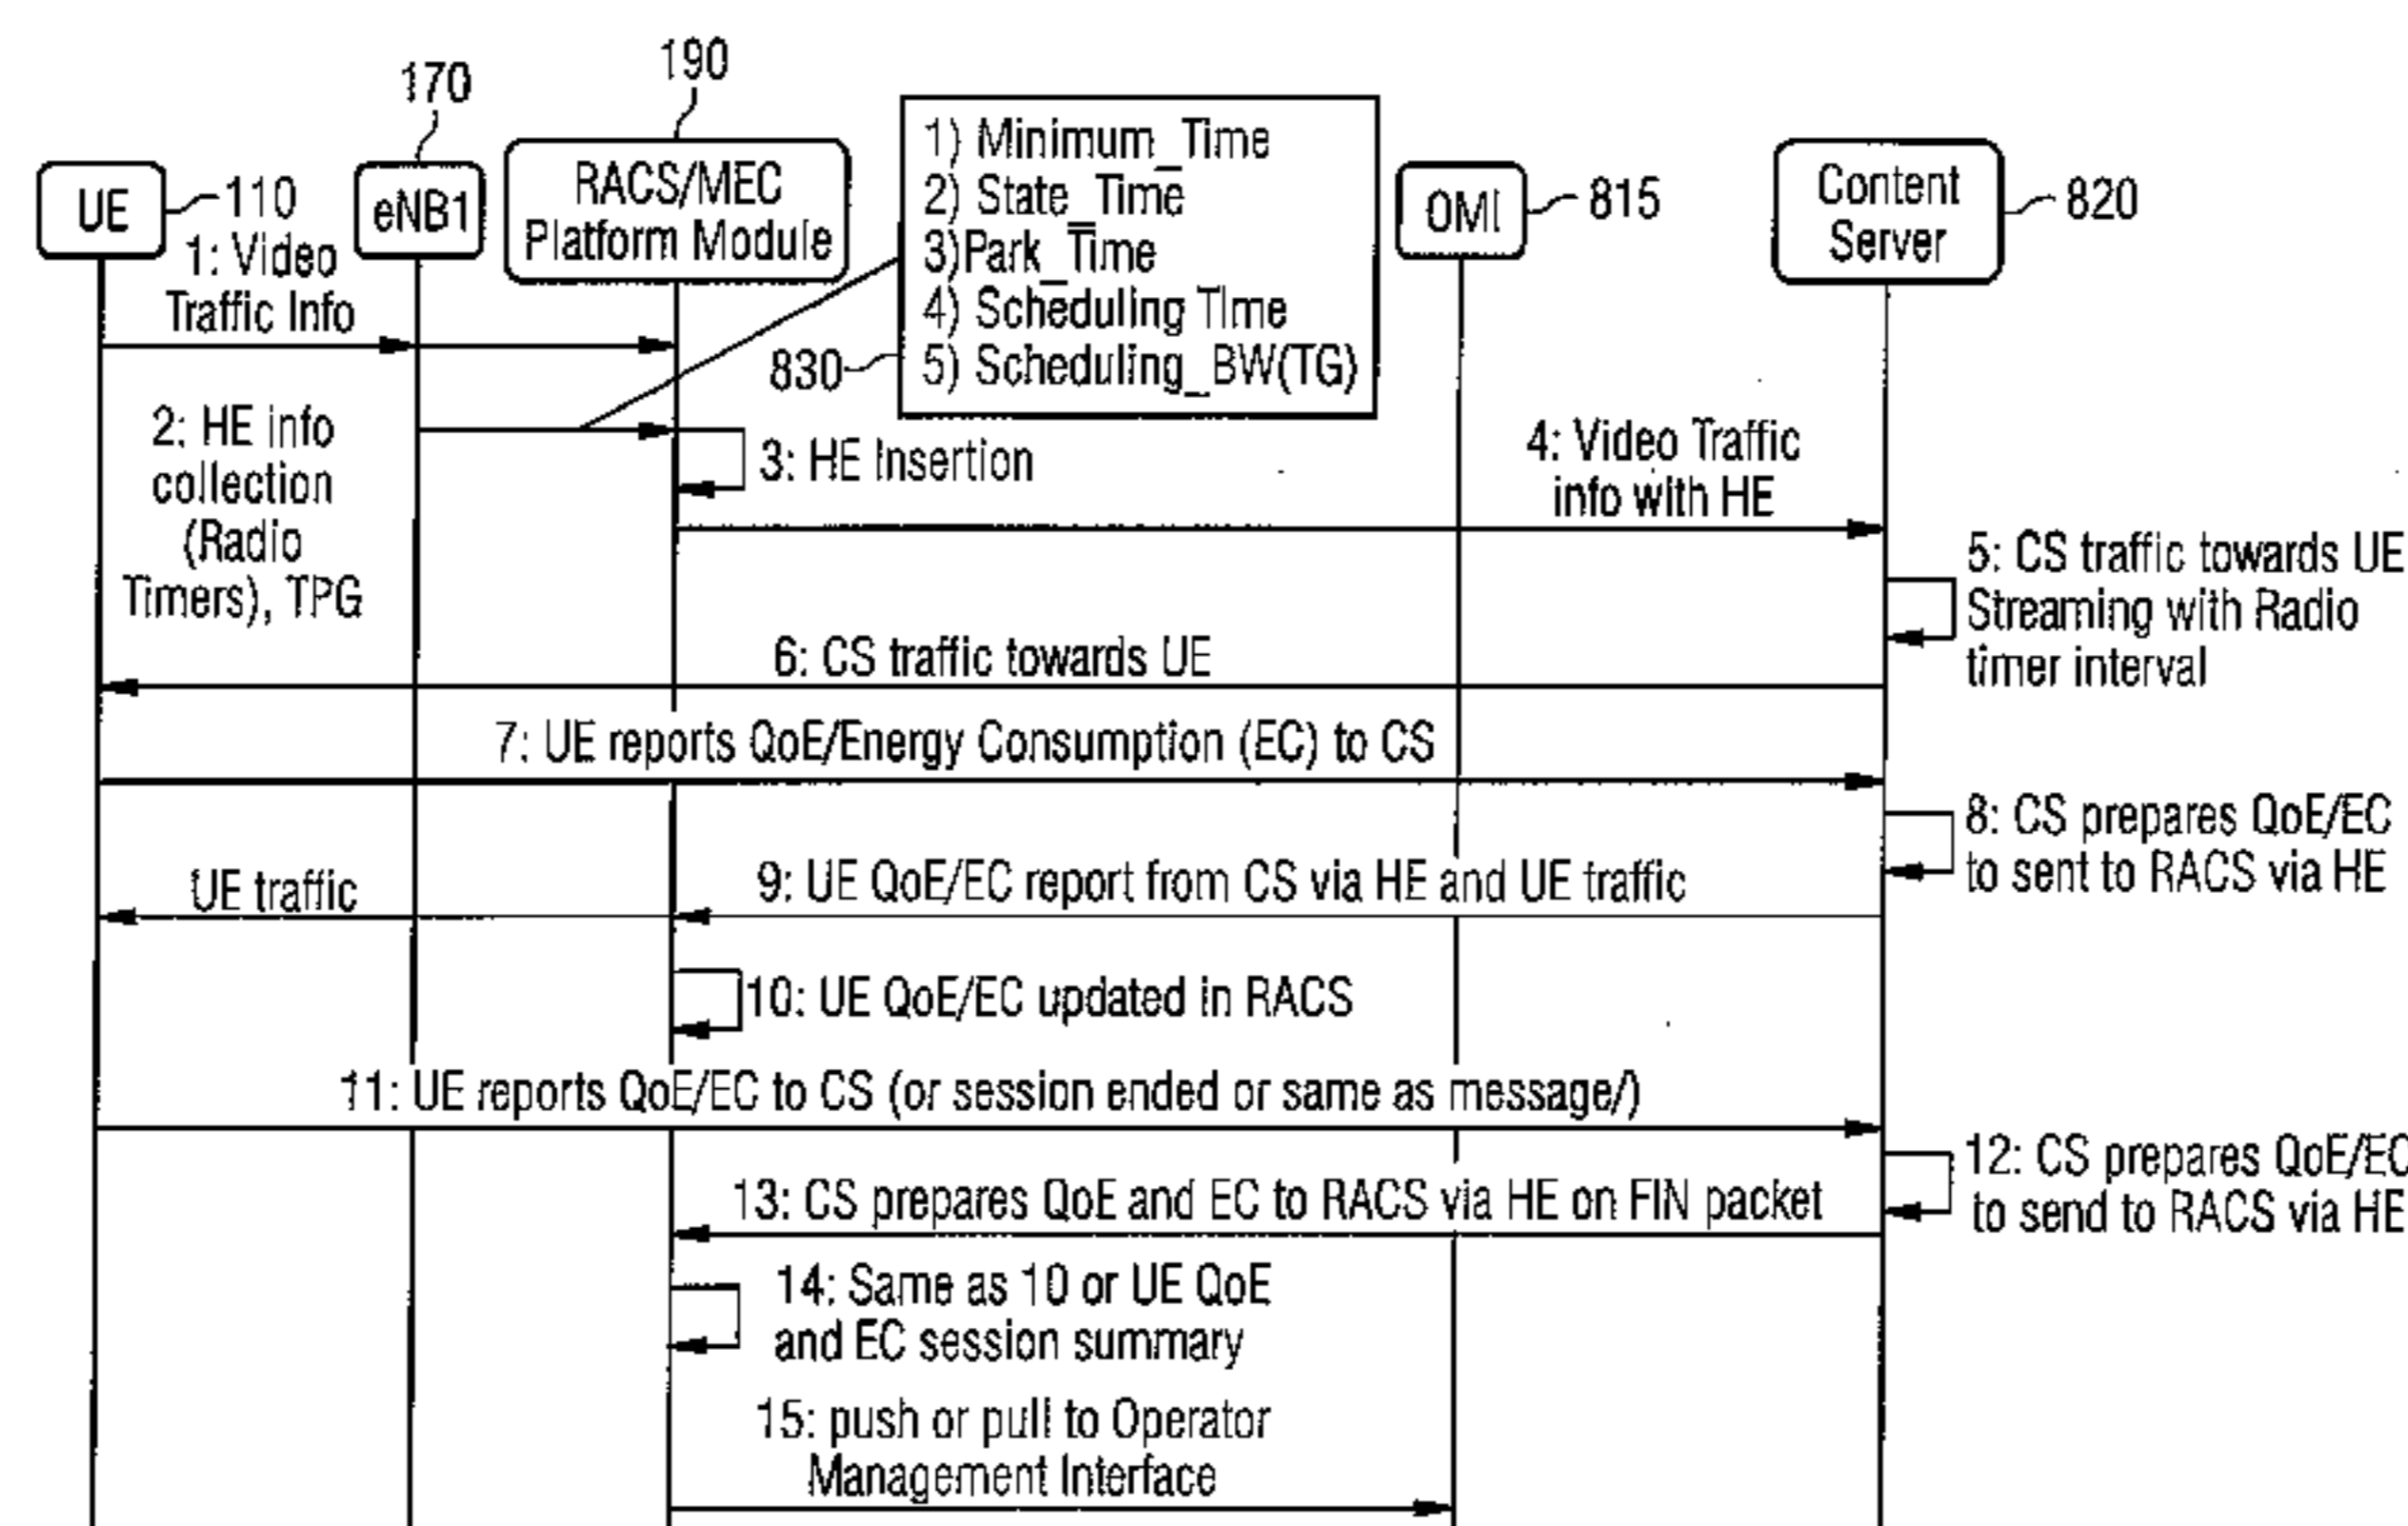 190
170
UE
110
eNB1
RACS/MEC
Platform Module
1) Minimum_Time
2) State_Time
3)Park_Time
4) Scheduling Time
5) Scheduling_BW(TG)
830
OMI
815
Content
Server
820
1: Video
Traffic Info
2: HE info
collection
(Radio
Timers), TPG
3: HE Insertion
4: Video Traffic
info with HE
5: CS traffic towards UE
Streaming with Radio
timer interval
6: CS traffic towards UE
7: UE reports QoE/Energy Consumption (EC) to CS
8: CS prepares QoE/EC
to sent to RACS via HE
UE traffic
9: UE QoE/EC report from CS via HE and UE traffic
10: UE QoE/EC updated in RACS
11: UE reports QoE/EC to CS (or session ended or same as message/)
12: CS prepares QoE/EC
to send to RACS via HE
13: CS prepares QoE and EC to RACS via HE on FIN packet
14: Same as 10 or UE QoE
and EC session summary
15: push or pull to Operator
Management Interface